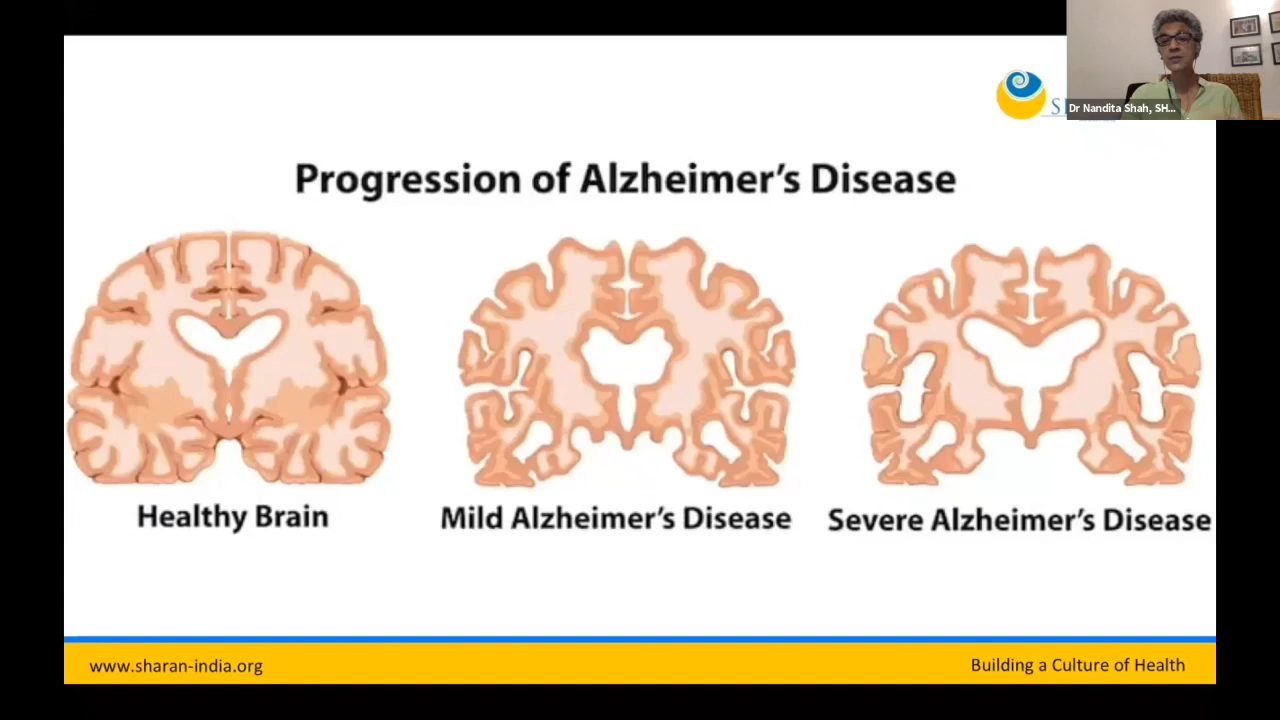 Dr Nandita Shah, SH...
Progression of Alzheimer's Disease
Healthy Brain
Mild Alzheimer's Disease
Severe Alzheimer's Disease
www.sharan-india.org
Building a Culture of Health